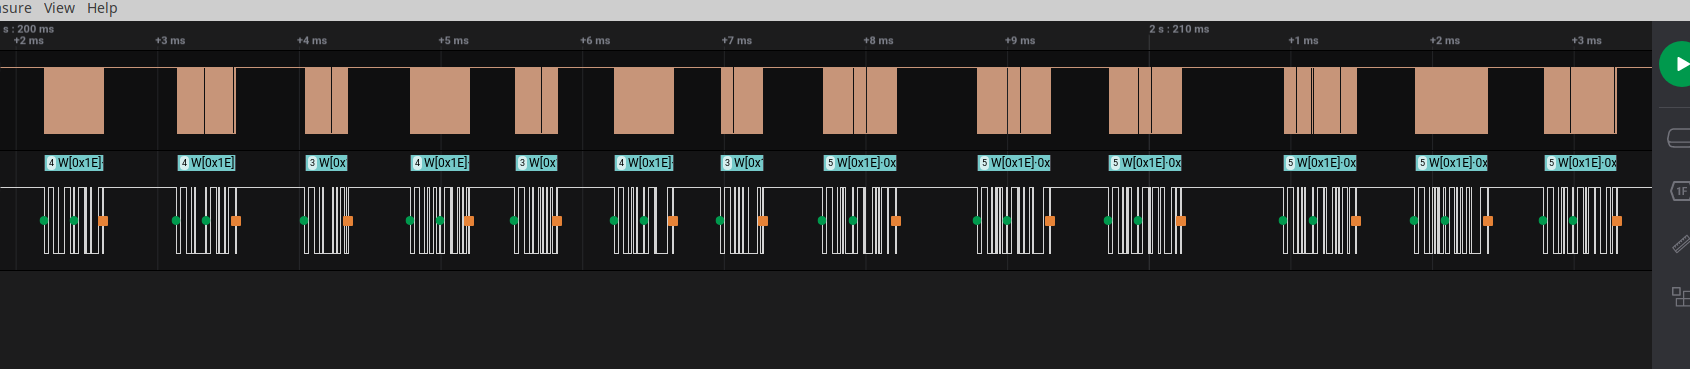 sure View Help
s : 200 ms
2 s : 210 ms
+2 ms +3 ms +4 ms +5 ms +6 ms +7 ms +8 ms +9 ms +1 ms +2 ms +3 ms
4 W[0x1E] 4 W[0x1E] 3 W[0x 4 W[0x1E] 3 W[0x 4 W[0x1E] 3 W[0x 5 W[0x1E]·0x 5 W[0x1E]·0x 5 W[0x1E]·0x 5 W[0x1E]·0x 5 W[0x1E]·0x 5 W[0x1E]·0x
1F